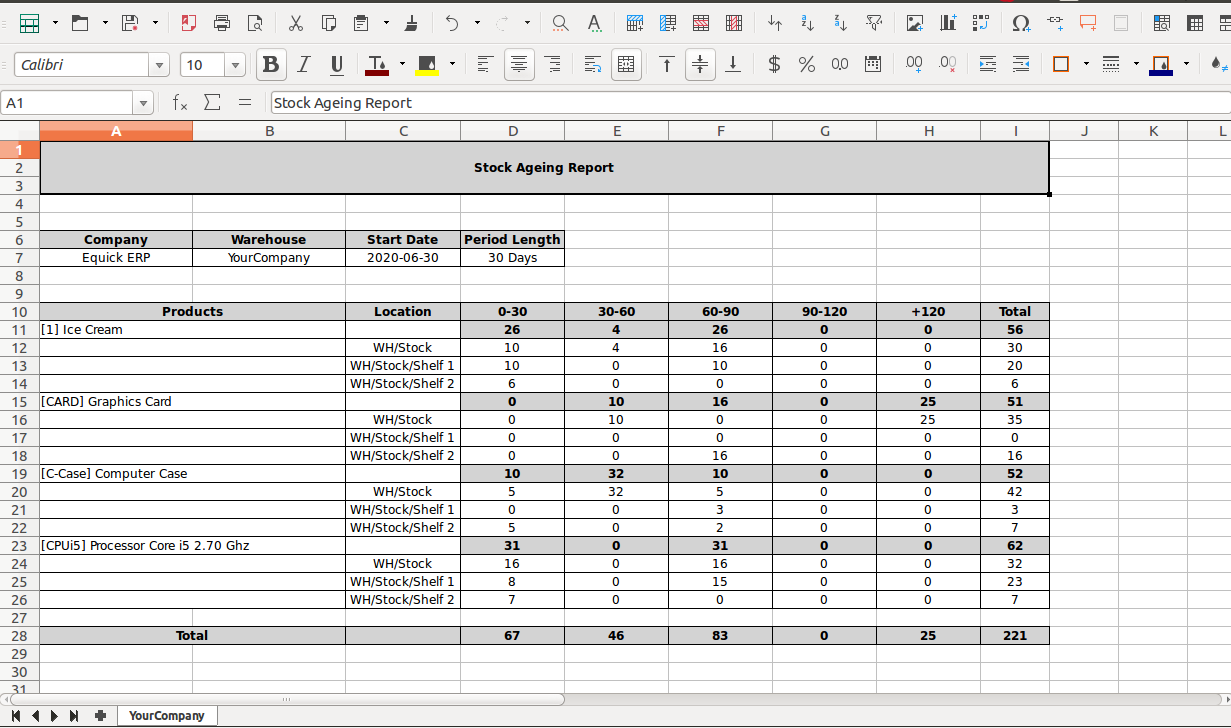 Calibri 10
A1 Stock Ageing Report
A B C D E F G H I J K L
1
2 Stock Ageing Report
3
4
5
6 Company Warehouse Start Date Period Length
7 Equick ERP YourCompany 2020-06-30 30 Days
8
9
10 Products Location 0-30 30-60 60-90 90-120 +120 Total
11 [1] Ice Cream 26 4 26 0 0 56
12 WH/Stock 10 4 16 0 0 30
13 WH/Stock/Shelf 1 10 0 10 0 0 20
14 WH/Stock/Shelf 2 6 0 0 0 0 6
15 [CARD] Graphics Card 0 10 16 0 25 51
16 WH/Stock 0 10 0 0 25 35
17 WH/Stock/Shelf 1 0 0 0 0 0 0
18 WH/Stock/Shelf 2 0 0 16 0 0 16
19 [C-Case] Computer Case 10 32 10 0 0 52
20 WH/Stock 5 32 5 0 0 42
21 WH/Stock/Shelf 1 0 0 3 0 0 3
22 WH/Stock/Shelf 2 5 0 2 0 0 7
23 [CPUi5] Processor Core i5 2.70 Ghz 31 0 31 0 0 62
24 WH/Stock 16 0 16 0 0 32
25 WH/Stock/Shelf 1 8 0 15 0 0 23
26 WH/Stock/Shelf 2 7 0 0 0 0 7
27
28 Total 67 46 83 0 25 221
29
30
31
YourCompany